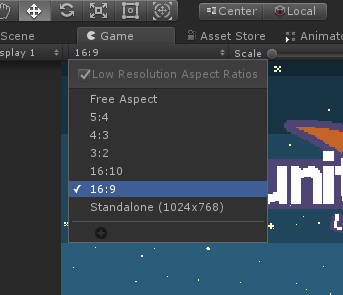 Center Local
Scene Game Asset Store Animato
splay 1 16:9 Scale
Low Resolution Aspect Ratios
Free Aspect
5:4
4:3
3:2
16:10
16:9
Standalone (1024x768)
unit